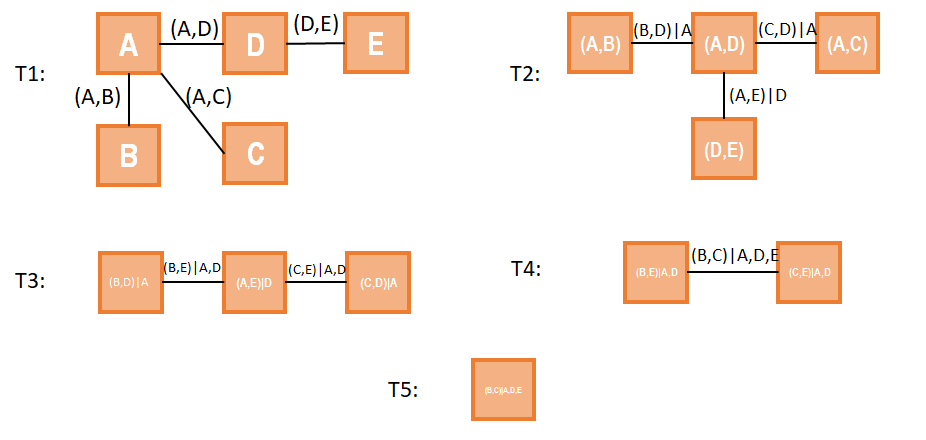 T1:
A
(A,D)
D
(D,E)
E
(A,B)
(A,C)
B
C
T2:
(A,B)
(B,D)|A
(A,D)
(C,D)|A
(A,C)
(A,E)|D
(D,E)
T3:
(B,D)|A
(B,E)|A,D
(A,E)|D
(C,E)|A,D
(C,D)|A
T4:
(B,E)|A,D
(B,C)|A,D,E
(C,E)|A,D
T5:
(B,C)|A,D,E